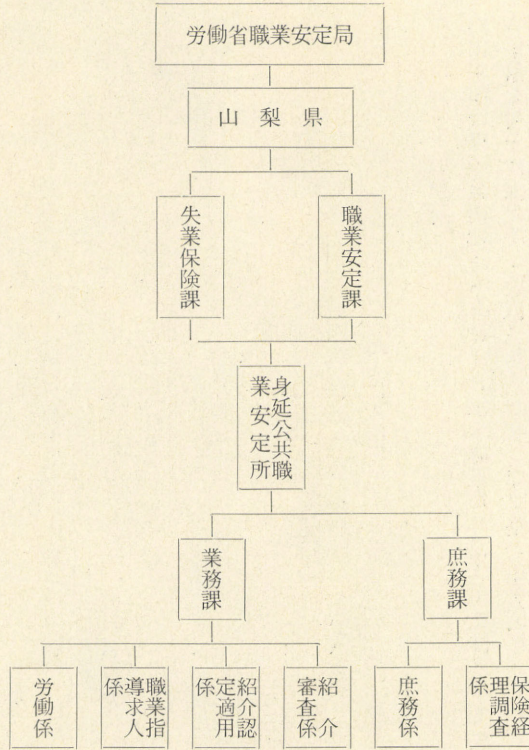 労働省職業安定局
山梨県
職業安定課
失業保険課
身延公共職
業安定所
庶務課
業務課
保険経
理調査
係
庶務係
紹介
審査係
紹介認
定適用
係
職業指
導求人
係
労働係